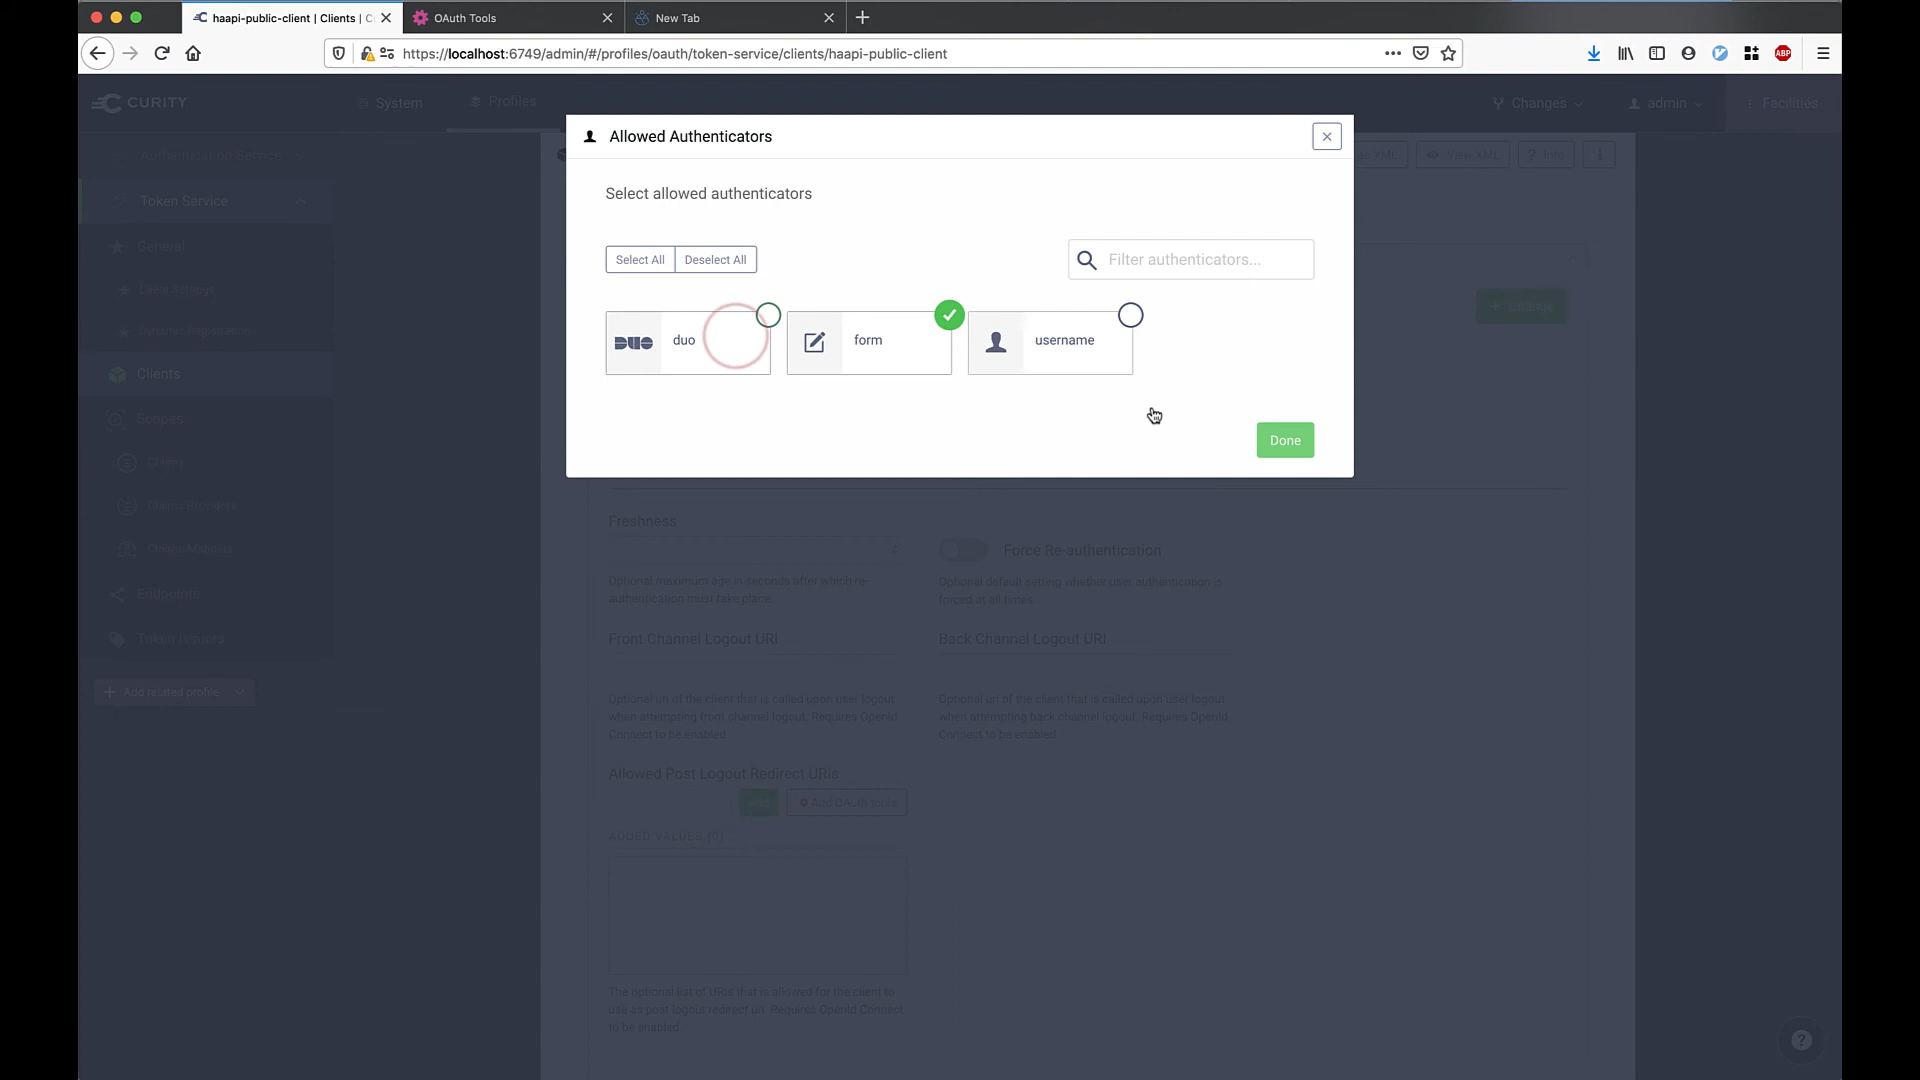 haapi-public-client | Clients | C
OAuth Tools
New Tab
https://localhost:6749/admin/#/profiles/oauth/token-service/clients/haapi-public-client
ABP
CURITY
System
Profiles
Changes
admin
Facilities
Authentication Service
Token Service
General
Client Settings
Dynamic Registration
Clients
Scopes
Claims
Claims Providers
Claims Mappers
Endpoints
Token Issuers
Add related profile
View XML
Info
Allowed Authenticators
Select allowed authenticators
Select All
Deselect All
Filter authenticators...
DUO
duo
form
username
Done
Freshness
Force Re-authentication
Optional maximum age in seconds after which re-
authentication must take place.
Optional default setting whether user authentication is
forced at all times.
Front Channel Logout URI
Back Channel Logout URI
Optional uri of the client that is called upon user logout
when attempting front channel logout. Requires OpenId
Connect to be enabled
Optional uri of the client that is called upon user logout
when attempting back channel logout. Requires OpenId
Connect to be enabled
Allowed Post Logout Redirect URIs
Add OAuth tools
ADDED VALUES (0)
The optional list of URIs that is allowed for the client to
use as post logout redirect uri. Requires OpenId Connect
to be enabled